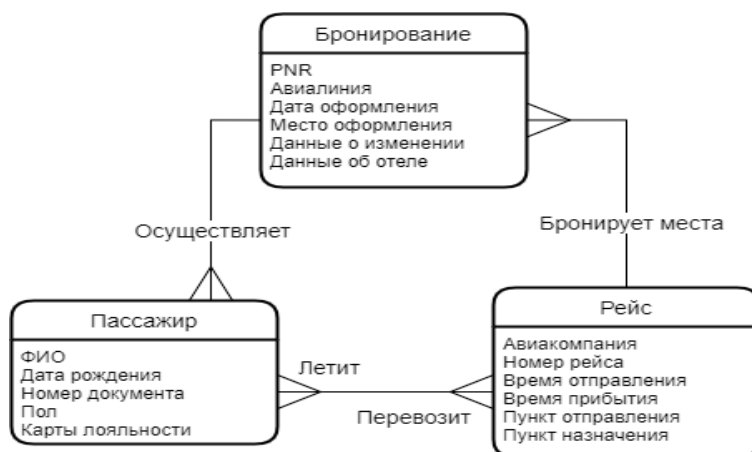 Бронирование
PNR
Авиалиния
Дата оформления
Место оформления
Данные о изменении
Данные об отеле
Осуществляет
Бронирует места
Пассажир
ФИО
Дата рождения
Номер документа
Пол
Карты лояльности
Летит
Перевозит
Рейс
Авиакомпания
Номер рейса
Время отправления
Время прибытия
Пункт отправления
Пункт назначения